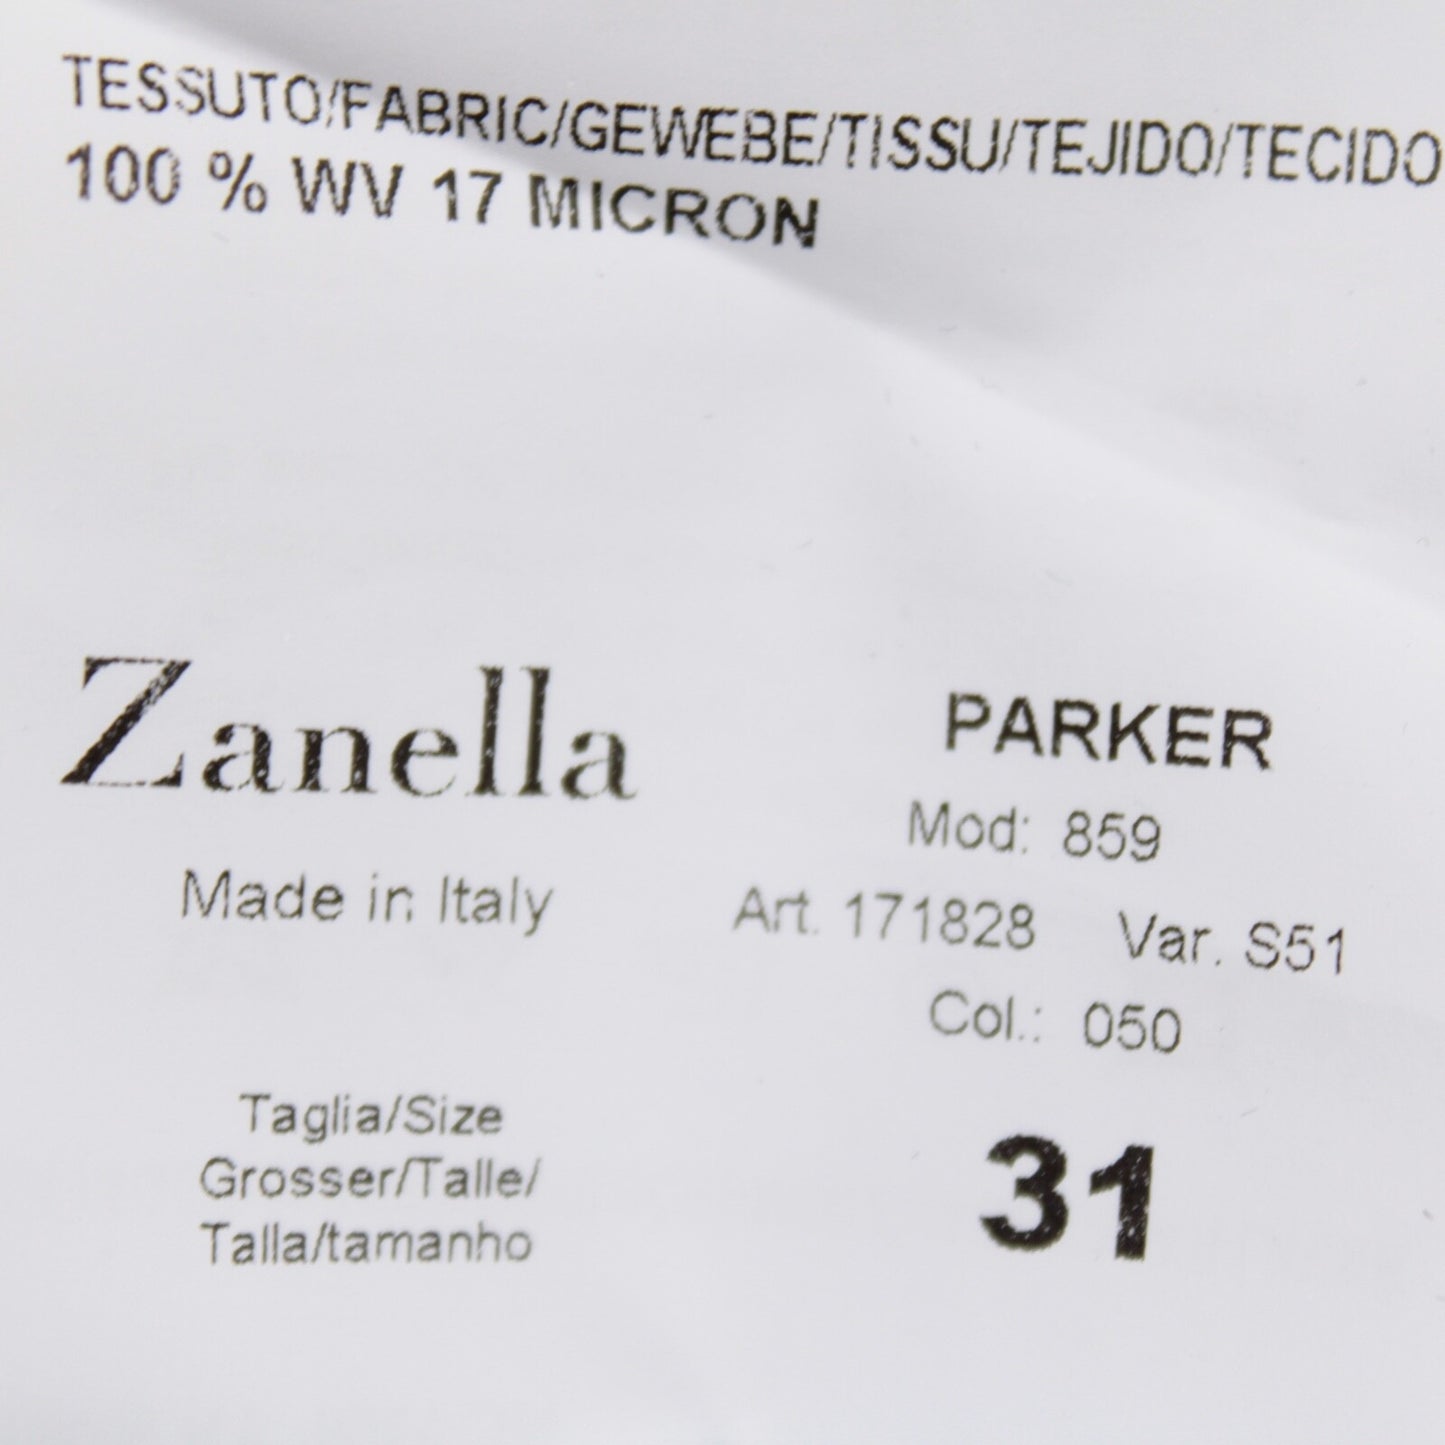 TESSUTO/FABRIC/GEWEBE/TISSU/TEJIDO/TECIDO
100 % WV 17 MICRON
Zanella
Made in Italy
PARKER
Mod: 859
Art. 171828 Var. S51
Col.: 050
Taglia/Size
Grosser/Talle/
Talla/tamanho
31